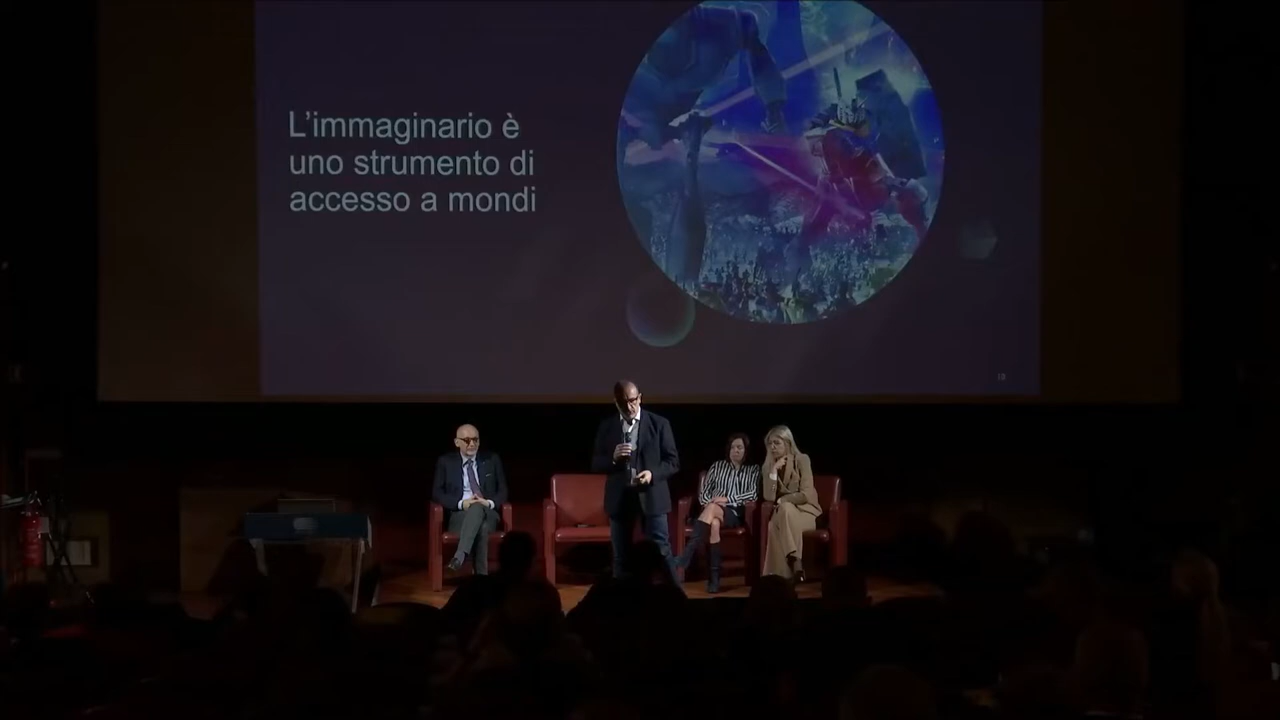 L'immaginario è
uno strumento di
accesso a mondi